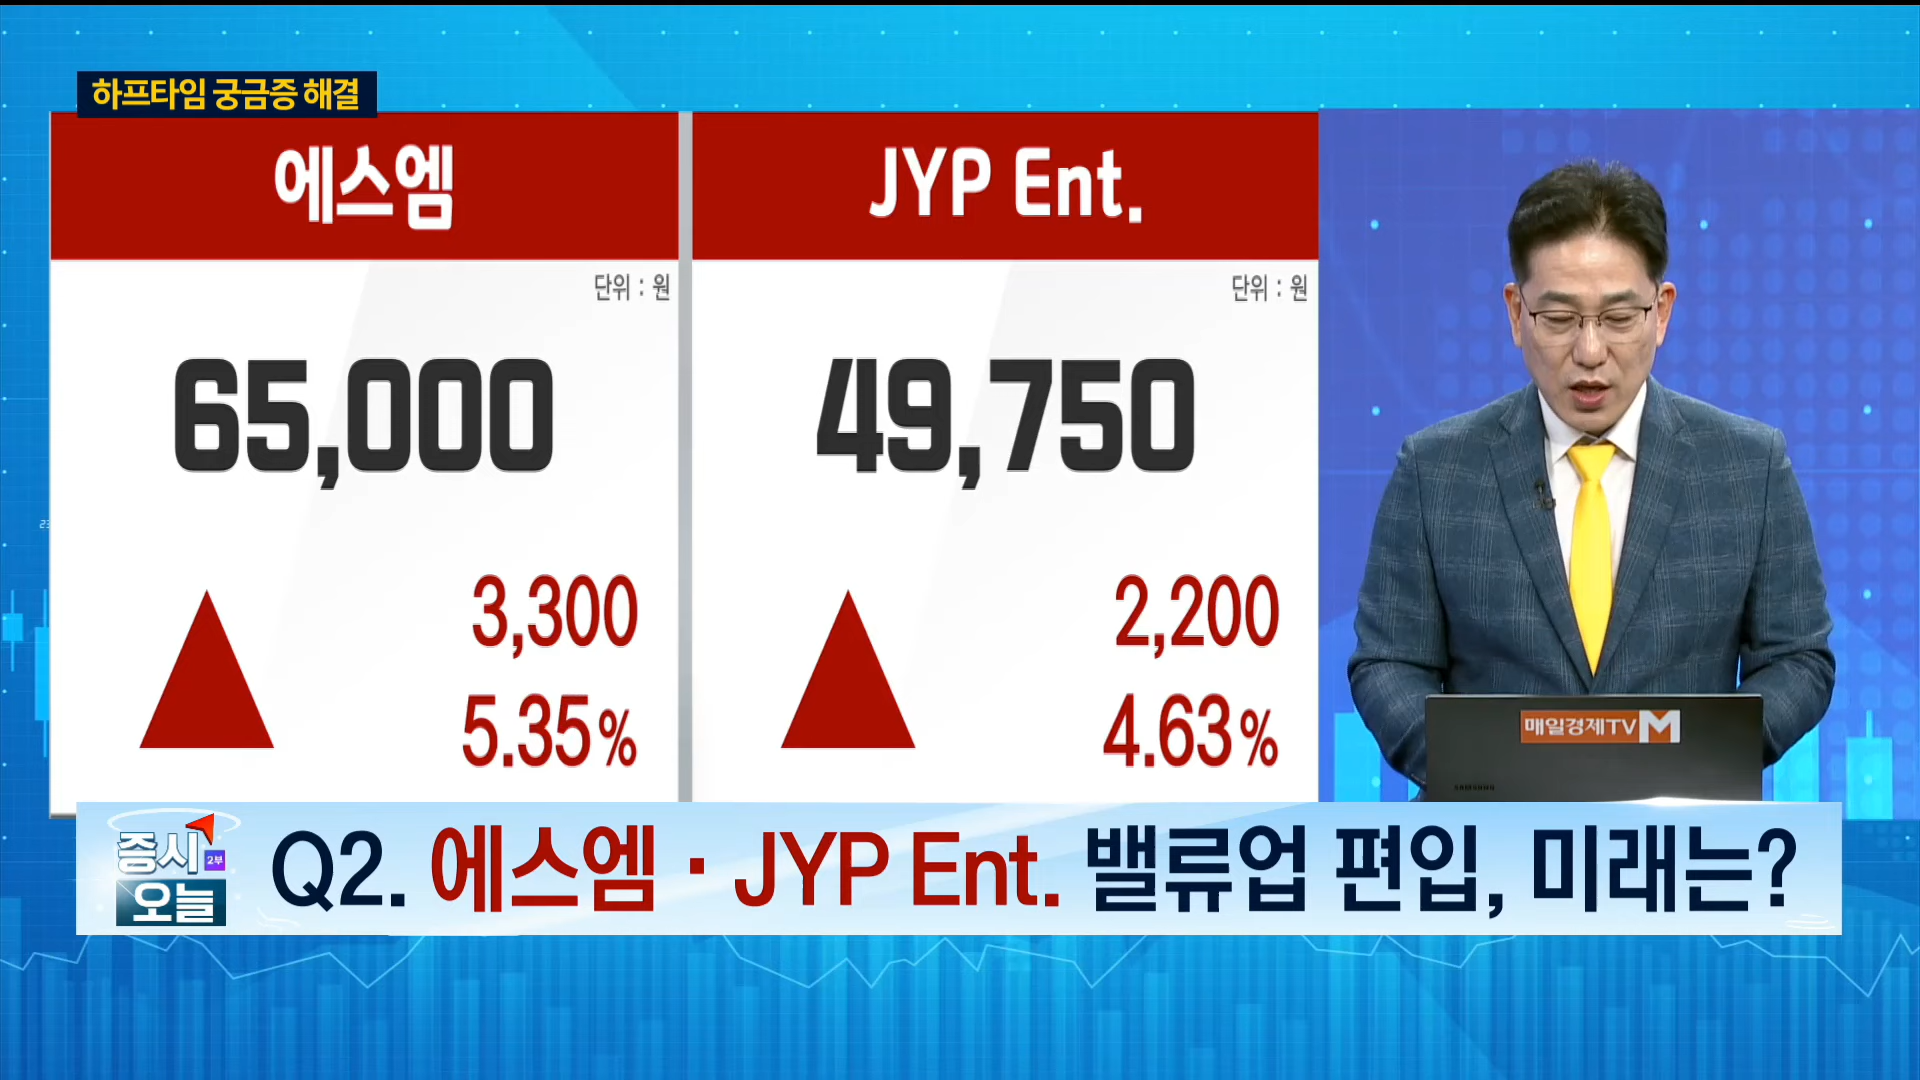 하프타임 궁금증 해결
에스엠
단위 : 원
65,000
3,300
5.35%
JYP Ent.
단위 : 원
49,750
2,200
4.63%
매일경제TV M
SAMSUNG
증시
2부
오늘
Q2. 에스엠 · JYP Ent. 밸류업 편입, 미래는?